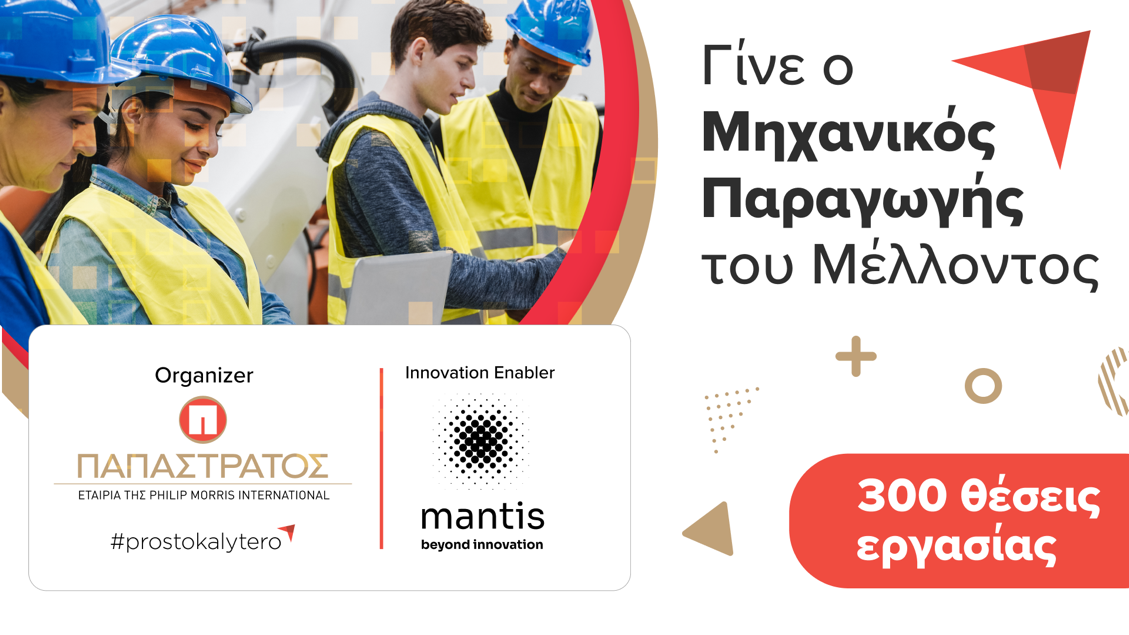 Γίνε ο
Μηχανικός
Παραγωγής
του Μέλλοντος
Organizer
Π
ΠΑΠΑΣΤΡΑΤΟΣ
ΕΤΑΙΡΙΑ ΤΗΣ PHILIP MORRIS INTERNATIONAL
#prostokalytero
Innovation Enabler
mantis
beyond innovation
300 θέσεις
εργασίας